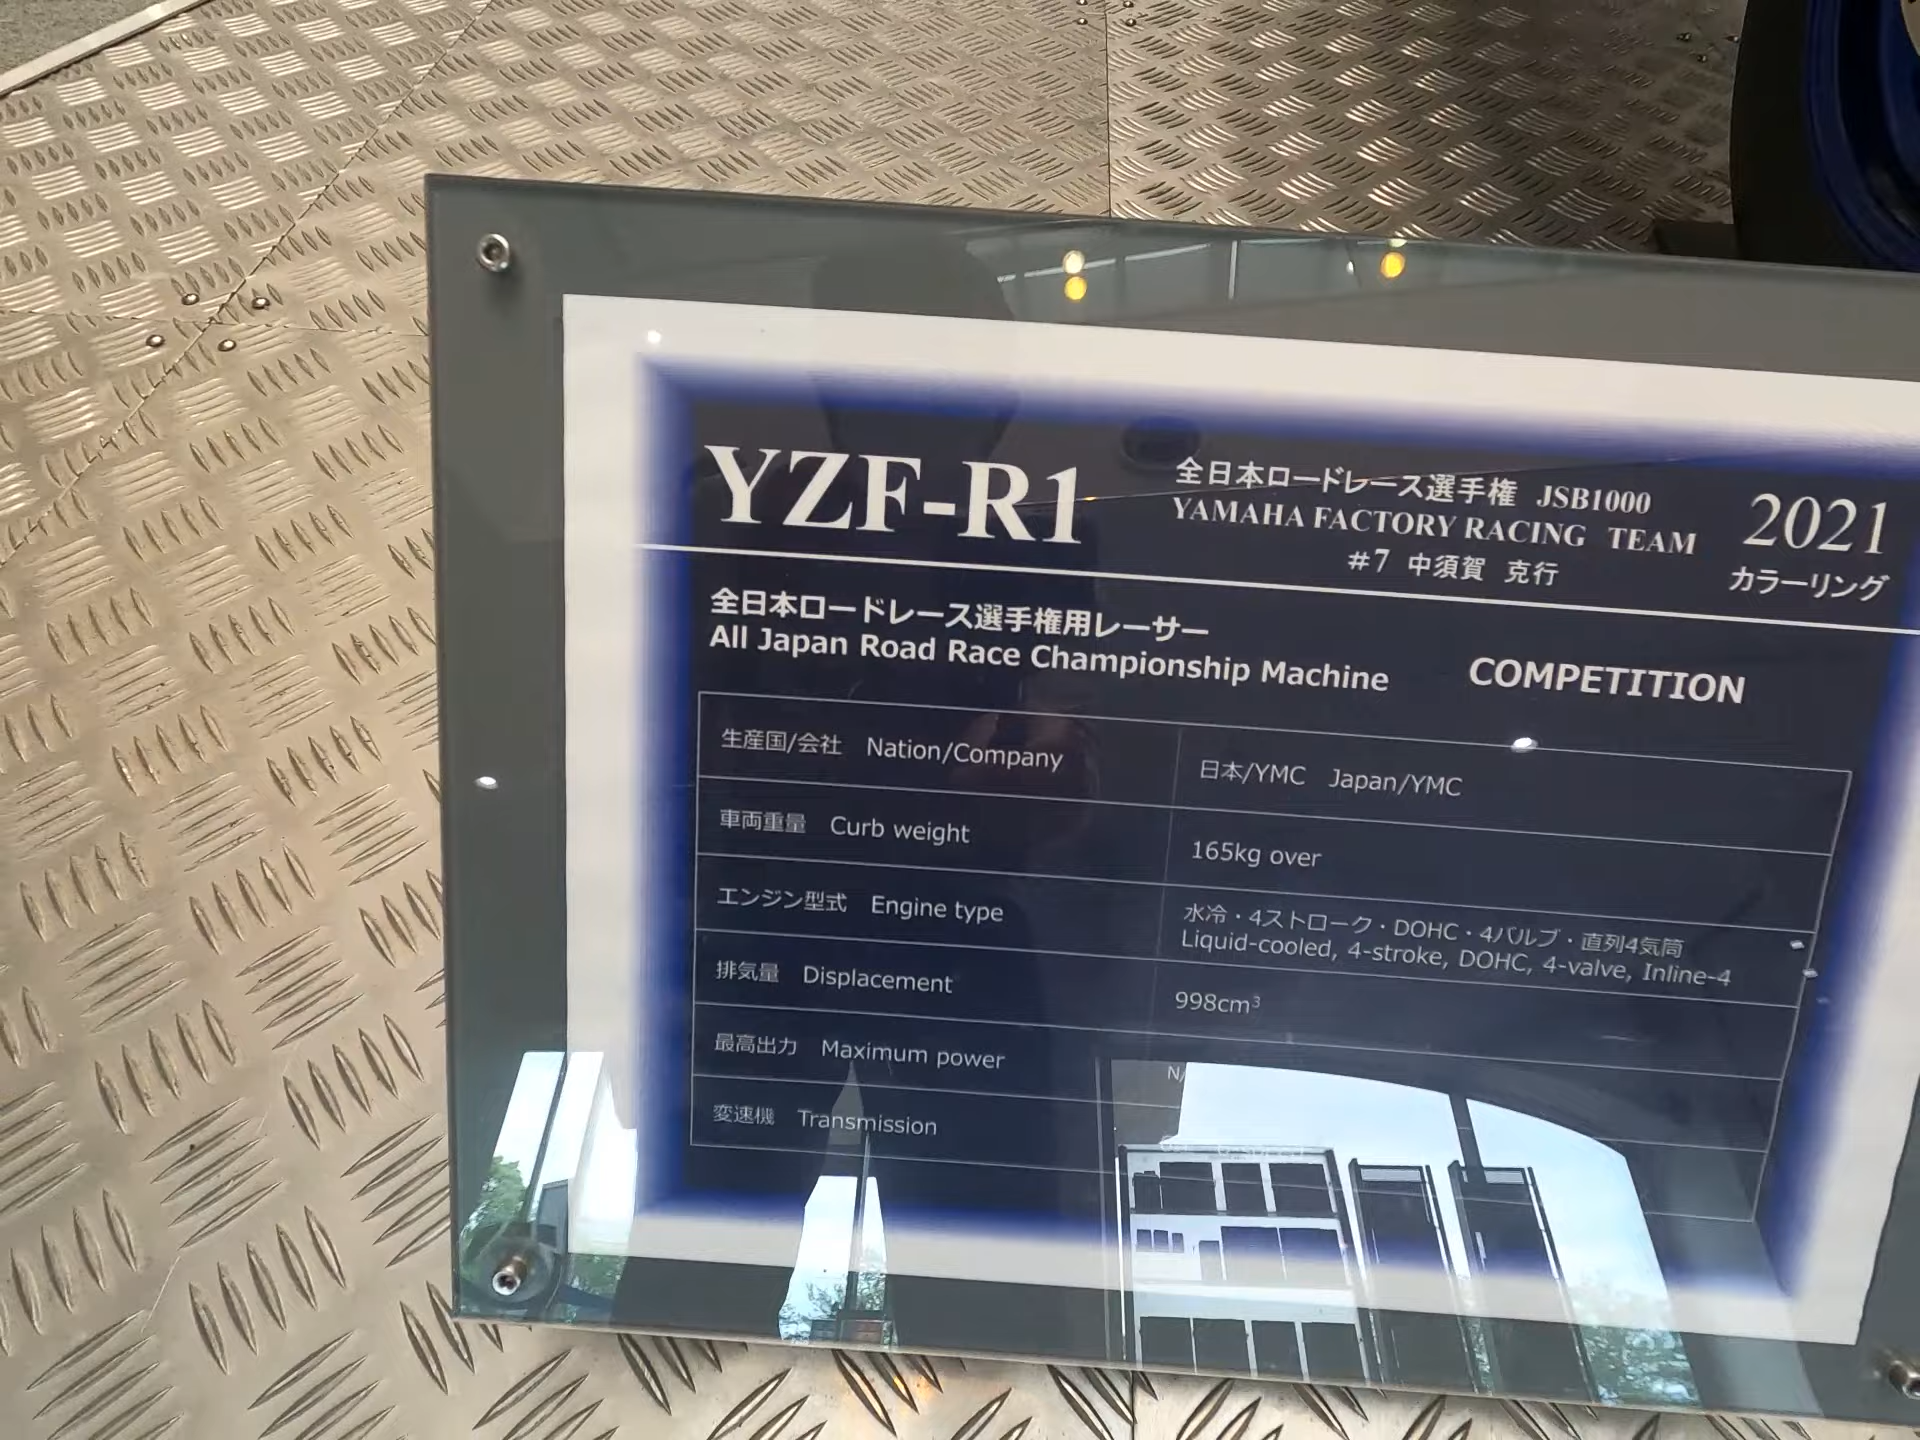 YZF-R1
全日本ロードレース選手権 JSB1000
YAMAHA FACTORY RACING TEAM
#7 中須賀 克行
2021
カラーリング
全日本ロードレース選手権用レーサー
All Japan Road Race Championship Machine
COMPETITION
生産国/会社 Nation/Company
日本/YMC Japan/YMC
車両重量 Curb weight
165kg over
エンジン型式 Engine type
水冷・4ストローク・DOHC・4バルブ・直列4気筒
Liquid-cooled, 4-stroke, DOHC, 4-valve, Inline-4
排気量 Displacement
998cm³
最高出力 Maximum power
変速機 Transmission